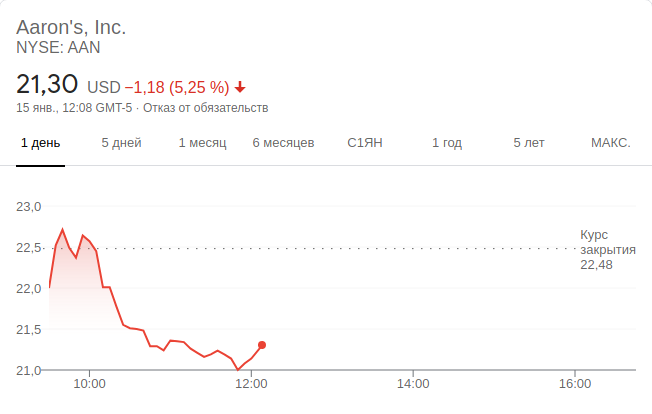 Aaron's, Inc.
NYSE: AAN
21,30 USD −1,18 (5,25 %)
15 янв., 12:08 GMT-5 · Отказ от обязательств
1 день 5 дней 1 месяц 6 месяцев С1ЯН 1 год 5 лет МАКС.
23,0
Курс
22,5 закрытия
22,48
22,0
21,5
21,0
10:00 12:00 14:00 16:00